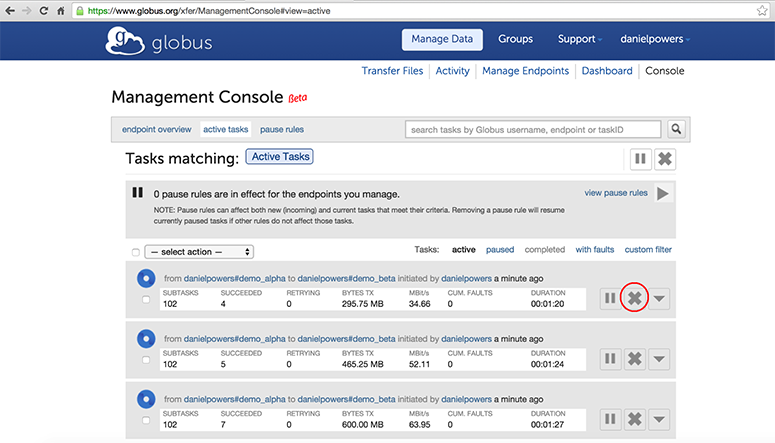 https://www.globus.org/xfer/ManagementConsole#view=active
globus Manage Data Groups Support danielpowers
Transfer Files Activity Manage Endpoints Dashboard Console
Management Console Beta
endpoint overview active tasks pause rules search tasks by Globus username, endpoint or taskID
Tasks matching: Active Tasks
0 pause rules are in effect for the endpoints you manage. view pause rules
NOTE: Pause rules can affect both new (incoming) and current tasks that meet their criteria. Removing a pause rule will resume
currently paused tasks if other rules do not affect those tasks.
— select action — Tasks: active paused completed with faults custom filter
from danielpowers#demo_alpha to danielpowers#demo_beta initiated by danielpowers a minute ago
SUBTASKS SUCCEEDED RETRYING BYTES TX MBit/s CUM. FAULTS DURATION
102 4 0 295.75 MB 34.66 0 00:01:20
from danielpowers#demo_alpha to danielpowers#demo_beta initiated by danielpowers a minute ago
SUBTASKS SUCCEEDED RETRYING BYTES TX MBit/s CUM. FAULTS DURATION
102 5 0 465.25 MB 52.11 0 00:01:24
from danielpowers#demo_alpha to danielpowers#demo_beta initiated by danielpowers a minute ago
SUBTASKS SUCCEEDED RETRYING BYTES TX MBit/s CUM. FAULTS DURATION
102 7 0 600.00 MB 63.95 0 00:01:27